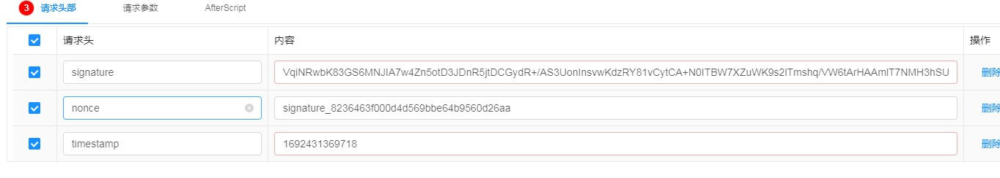 3 请求头部 请求参数 AfterScript
请求头 内容 操作
signature VqiNRwbK83GS6MNJIA7w4Zn5otD3JDnR5jtDCGydR+/AS3UonInsvwKdzRY81vCytCA+N0ITBW7XZuWK9s2ITmshq/VW6tArHAAmIT7NMH3hSU 删除
nonce signature_8236463f000d4d569bbe64b9560d26aa 删除
timestamp 1692431369718 删除